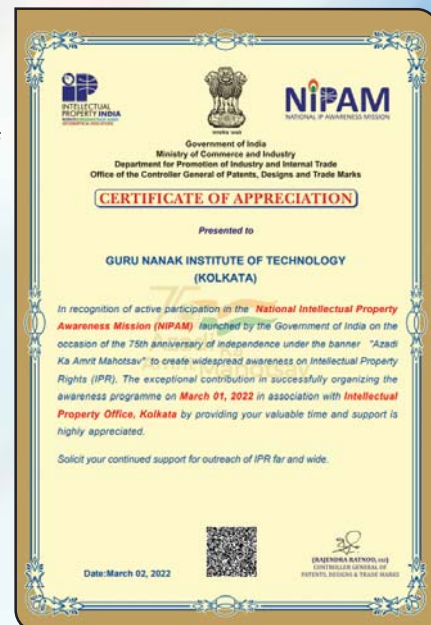 INTELLECTUAL
PROPERTY INDIA
NiPAM
NATIONAL IP AWARENESS MISSION
सत्यमेव जयते
Government of India
Ministry of Commerce and Industry
Department for Promotion of Industry and Internal Trade
Office of the Controller General of Patents, Designs and Trade Marks
CERTIFICATE OF APPRECIATION
Presented to
GURU NANAK INSTITUTE OF TECHNOLOGY
(KOLKATA)
In recognition of active participation in the National Intellectual Property
Awareness Mission (NIPAM) launched by the Government of India on the
occasion of the 75th anniversary of independence under the banner "Azadi
Ka Amrit Mahotsav" to create widespread awareness on Intellectual Property
Rights (IPR). The exceptional contribution in successfully organizing the
awareness programme on March 01, 2022 in association with Intellectual
Property Office, Kolkata by providing your valuable time and support is
highly appreciated.
Solicit your continued support for outreach of IPR far and wide.
Date:March 02, 2022
(RAJENDRA RATNOO, IAS)
CONTROLLER GENERAL OF
PATENTS, DESIGNS & TRADE MARKS